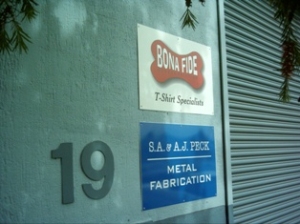 BONA FIDE
T-Shirt Specialists
19
S.A. & A.J. PECK
METAL
FABRICATION